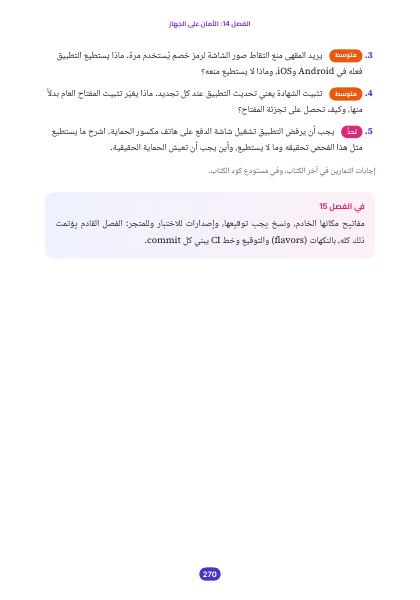 الفصل 14: الأمان على الجهاز
3. متوسط يريد المقهى منع التقاط صور الشاشة لرمز خصم يُستخدم مرة. ماذا يستطيع التطبيق
فعله في Android وiOS، وماذا لا يستطيع منعه؟
4. متوسط تثبيت الشهادة يعني تحديث التطبيق عند كل تجديد. ماذا يغيّر تثبيت المفتاح العام بدلاً
منها، وكيف تحصل على تجزئة المفتاح؟
5. تحدٍّ يجب أن يرفض التطبيق تشغيل شاشة الدفع على هاتف مكسور الحماية. اشرح ما يستطيع
مثل هذا الفحص تحقيقه وما لا يستطيع، وأين يجب أن تعيش الحماية الحقيقية.
إجابات التمارين في آخر الكتاب، وفي مستودع كود الكتاب.
في الفصل 15
مفاتيح مكانها الخادم، ونسخ يجب توقيعها، وإصدارات للاختبار وللمتجر: الفصل القادم يؤتمت
ذلك كله، بالنكهات (flavors) والتوقيع وخط CI يبني كل commit.
270